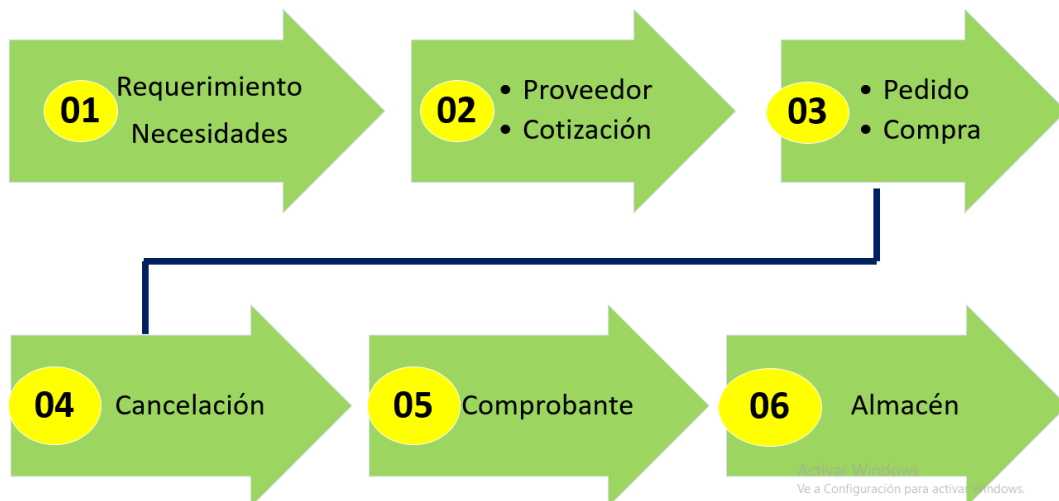 01
Requerimiento
Necesidades
02
• Proveedor
• Cotización
03
• Pedido
• Compra
04
Cancelación
05
Comprobante
06
Almacén
Activar Windows
Ve a Configuración para activar Windows.